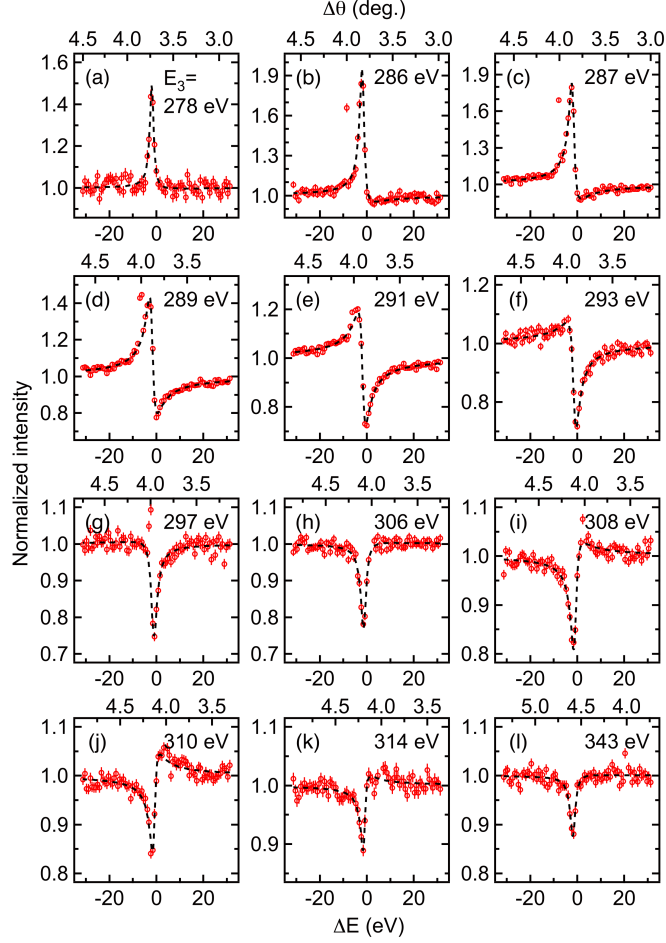 Δθ (deg.)
4.5 4.0 3.5 3.0
4.5 4.0 3.5 3.0
4.5 4.0 3.5 3.0
(a) E3=
278 eV
(b) 286 eV
(c) 287 eV
1.6
1.4
1.2
1.0
1.9
1.6
1.3
1.0
1.9
1.6
1.3
1.0
-20 0 20
-20 0 20
-20 0 20
4.5 4.0 3.5
4.5 4.0 3.5
4.5 4.0 3.5
(d) 289 eV
(e) 291 eV
(f) 293 eV
1.4
1.2
1.0
0.8
1.2
1.0
0.8
1.2
1.0
0.8
-20 0 20
-20 0 20
-20 0 20
Normalized intensity
4.5 4.0 3.5
4.5 4.0 3.5
4.5 4.0 3.5
(g) 297 eV
(h) 306 eV
(i) 308 eV
1.1
1.0
0.9
0.8
0.7
1.1
1.0
0.9
0.8
0.7
1.1
1.0
0.9
0.8
-20 0 20
-20 0 20
-20 0 20
4.5 4.0 3.5
4.5 4.0 3.5
5.0 4.5 4.0
(j) 310 eV
(k) 314 eV
(l) 343 eV
1.1
1.0
0.9
0.8
1.1
1.0
0.9
1.1
1.0
0.9
0.8
-20 0 20
-20 0 20
-20 0 20
ΔE (eV)